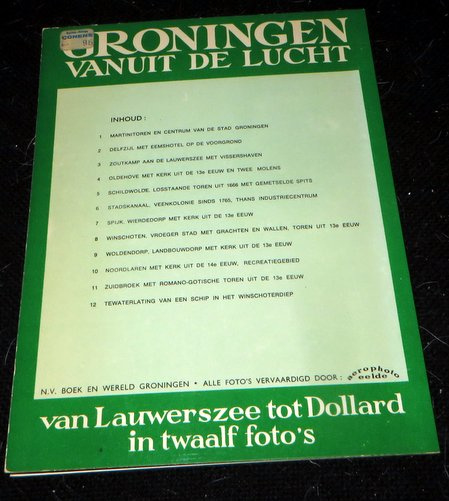 GRONINGEN
VANUIT DE LUCHT
INHOUD :
1 MARTINITOREN EN CENTRUM VAN DE STAD GRONINGEN
2 DELFZIJL MET EEMSHOTEL OP DE VOORGROND
3 ZOUTKAMP AAN DE LAUWERSZEE MET VISSERSHAVEN
4 OLDEHOVE MET KERK UIT DE 13e EEUW EN TWEE MOLENS
5 SCHILDWOLDE, LOSSTAANDE TOREN UIT 1666 MET GEMETSELDE SPITS
6 STADSKANAAL, VEENKOLONIE SINDS 1765, THANS INDUSTRIECENTRUM
7 SPIJK, WIERDEDORP MET KERK UIT DE 13e EEUW
8 WINSCHOTEN, VROEGER STAD MET GRACHTEN EN WALLEN, TOREN UIT 13e EEUW
9 WOLDENDORP, LANDBOUWDORP MET KERK UIT DE 13e EEUW
10 NOORDLAREN MET KERK UIT DE 14e EEUW, RECREATIEGEBIED
11 ZUIDBROEK MET ROMANO-GOTISCHE TOREN UIT DE 13e EEUW
12 TEWATERLATING VAN EEN SCHIP IN HET WINSCHOTERDIEP
N.V. BOEK EN WERELD GRONINGEN • ALLE FOTO'S VERVAARDIGD DOOR : aerophoto eelde
van Lauwerszee tot Dollard
in twaalf foto's